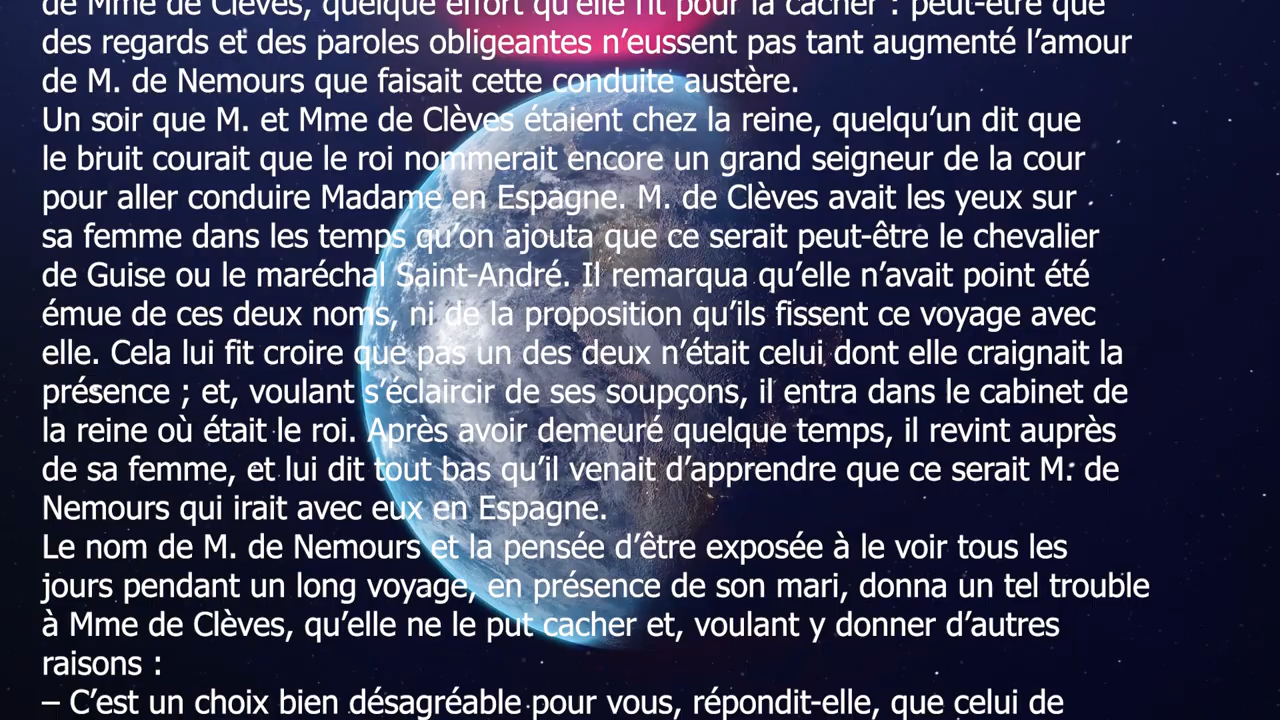 de Mme de Clèves, quelque effort qu’elle fît pour la cacher : peut-être que
des regards et des paroles obligeantes n’eussent pas tant augmenté l’amour
de M. de Nemours que faisait cette conduite austère.
Un soir que M. et Mme de Clèves étaient chez la reine, quelqu’un dit que
le bruit courait que le roi nommerait encore un grand seigneur de la cour
pour aller conduire Madame en Espagne. M. de Clèves avait les yeux sur
sa femme dans les temps qu’on ajouta que ce serait peut-être le chevalier
de Guise ou le maréchal Saint-André. Il remarqua qu’elle n’avait point été
émue de ces deux noms, ni de la proposition qu’ils fissent ce voyage avec
elle. Cela lui fit croire que pas un des deux n’était celui dont elle craignait la
présence ; et, voulant s’éclaircir de ses soupçons, il entra dans le cabinet de
la reine où était le roi. Après avoir demeuré quelque temps, il revint auprès
de sa femme, et lui dit tout bas qu’il venait d’apprendre que ce serait M. de
Nemours qui irait avec eux en Espagne.
Le nom de M. de Nemours et la pensée d’être exposée à le voir tous les
jours pendant un long voyage, en présence de son mari, donna un tel trouble
à Mme de Clèves, qu’elle ne le put cacher et, voulant y donner d’autres
raisons :
– C’est un choix bien désagréable pour vous, répondit-elle, que celui de